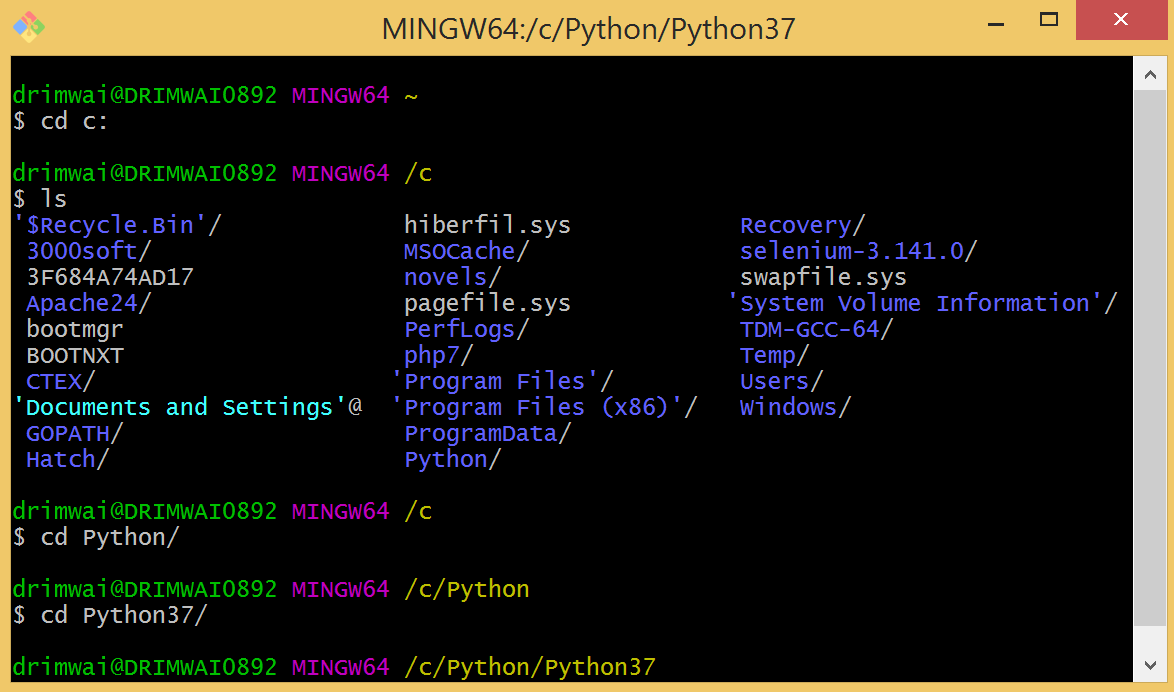 MINGW64:/c/Python/Python37
drimwai@DRIMWAI0892 MINGW64 ~
$ cd c:
drimwai@DRIMWAI0892 MINGW64 /c
$ ls
'$Recycle.Bin'/ hiberfil.sys Recovery/
3000soft/ MSOCache/ selenium-3.141.0/
3F684A74AD17 novels/ swapfile.sys
Apache24/ pagefile.sys 'System Volume Information'/
bootmgr PerfLogs/ TDM-GCC-64/
BOOTNXT php7/ Temp/
CTEX/ 'Program Files'/ Users/
'Documents and Settings'@ 'Program Files (x86)'/ Windows/
GOPATH/ ProgramData/
Hatch/ Python/
drimwai@DRIMWAI0892 MINGW64 /c
$ cd Python/
drimwai@DRIMWAI0892 MINGW64 /c/Python
$ cd Python37/
drimwai@DRIMWAI0892 MINGW64 /c/Python/Python37